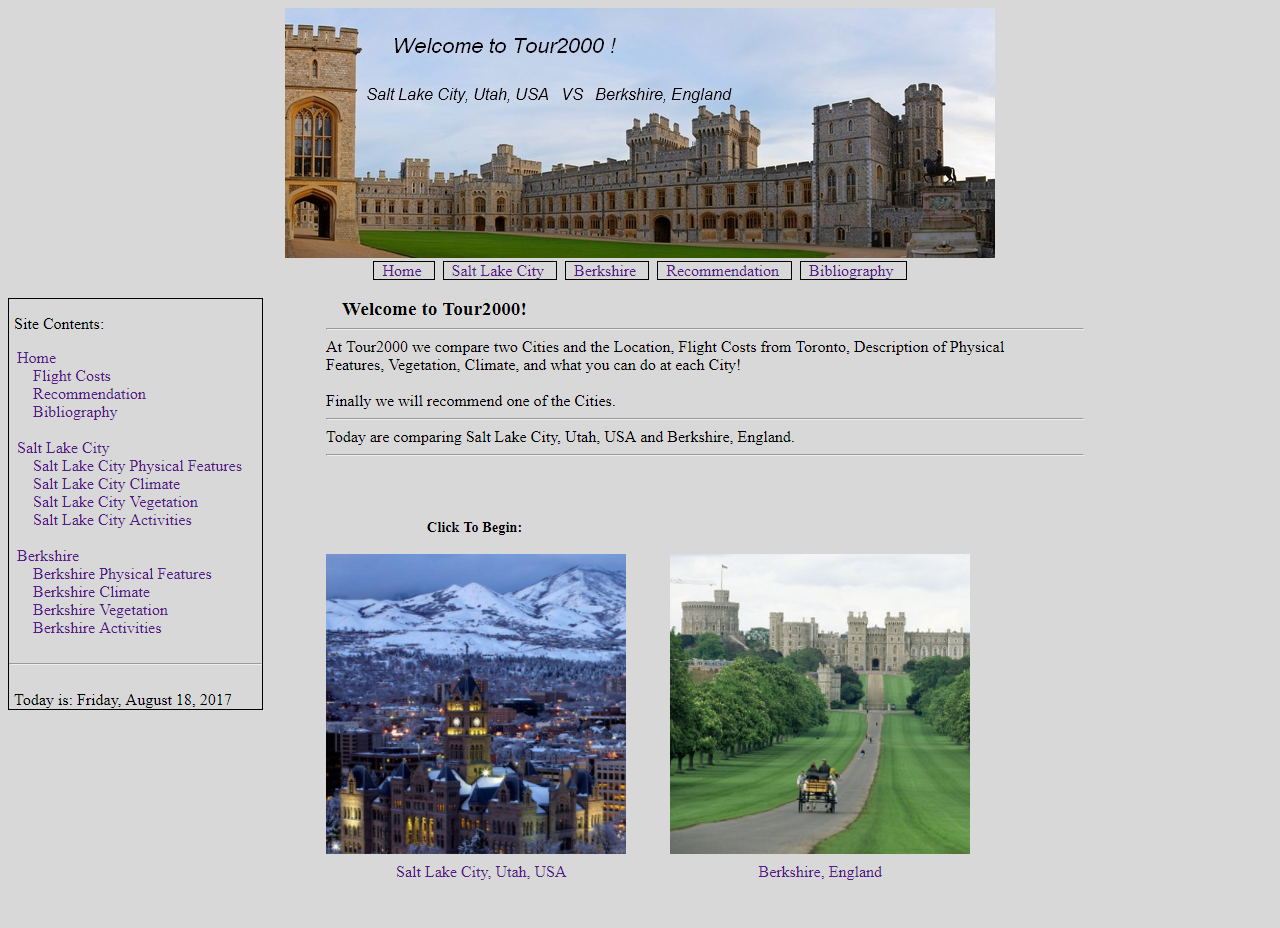 Welcome to Tour2000 !
Salt Lake City, Utah, USA VS Berkshire, England
Home Salt Lake City Berkshire Recommendation Bibliography
Site Contents:
Home
Flight Costs
Recommendation
Bibliography
Salt Lake City
Salt Lake City Physical Features
Salt Lake City Climate
Salt Lake City Vegetation
Salt Lake City Activities
Berkshire
Berkshire Physical Features
Berkshire Climate
Berkshire Vegetation
Berkshire Activities
Today is: Friday, August 18, 2017
Welcome to Tour2000!
At Tour2000 we compare two Cities and the Location, Flight Costs from Toronto, Description of Physical
Features, Vegetation, Climate, and what you can do at each City!
Finally we will recommend one of the Cities.
Today are comparing Salt Lake City, Utah, USA and Berkshire, England.
Click To Begin:
Salt Lake City, Utah, USA
Berkshire, England